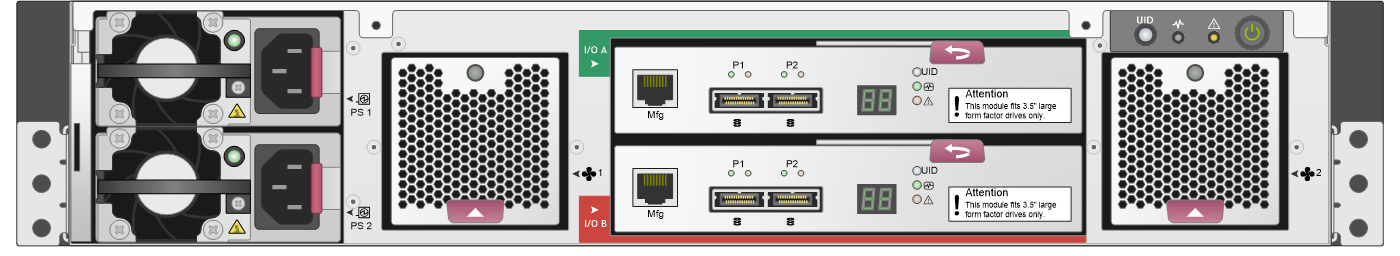 UID
I/O A
P1
P2
UID
Mfg
88
! Attention
This module fits 3.5" large
form factor drives only.
PS 1
1
2
P1
P2
UID
Mfg
88
! Attention
This module fits 3.5" large
form factor drives only.
I/O B
PS 2